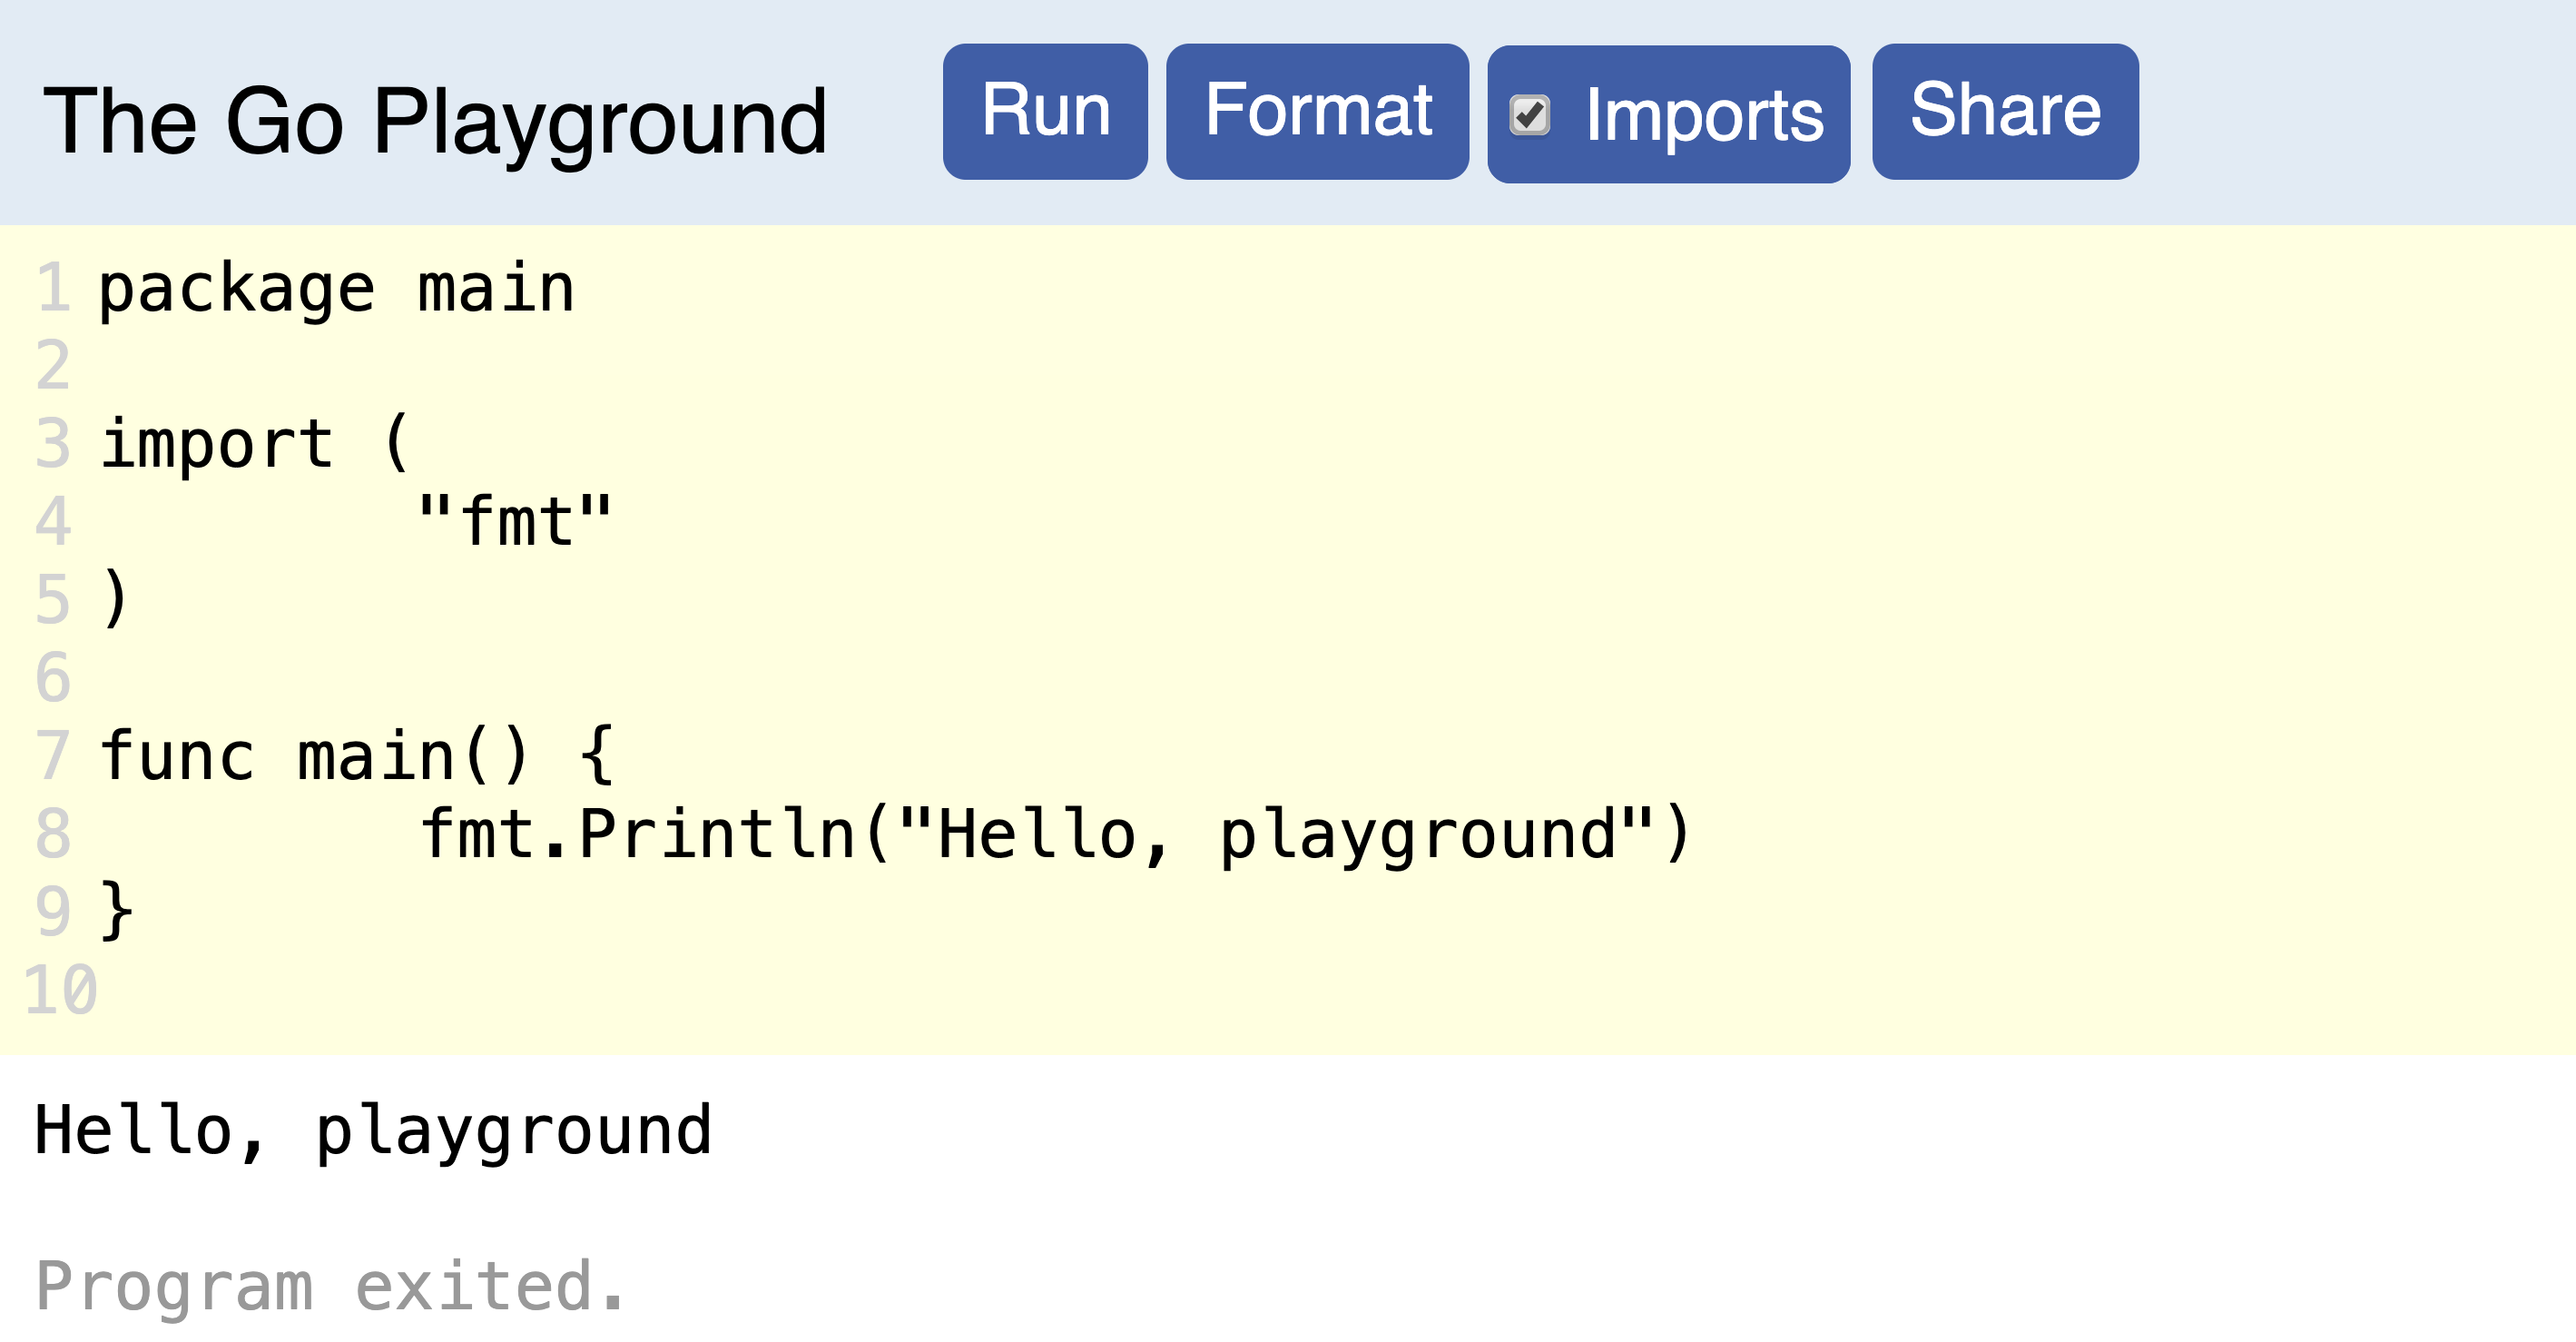 The Go Playground Run Format Imports Share
1 package main
2
3 import (
4         "fmt"
5 )
6
7 func main() {
8         fmt.Println("Hello, playground")
9 }
10
Hello, playground
Program exited.